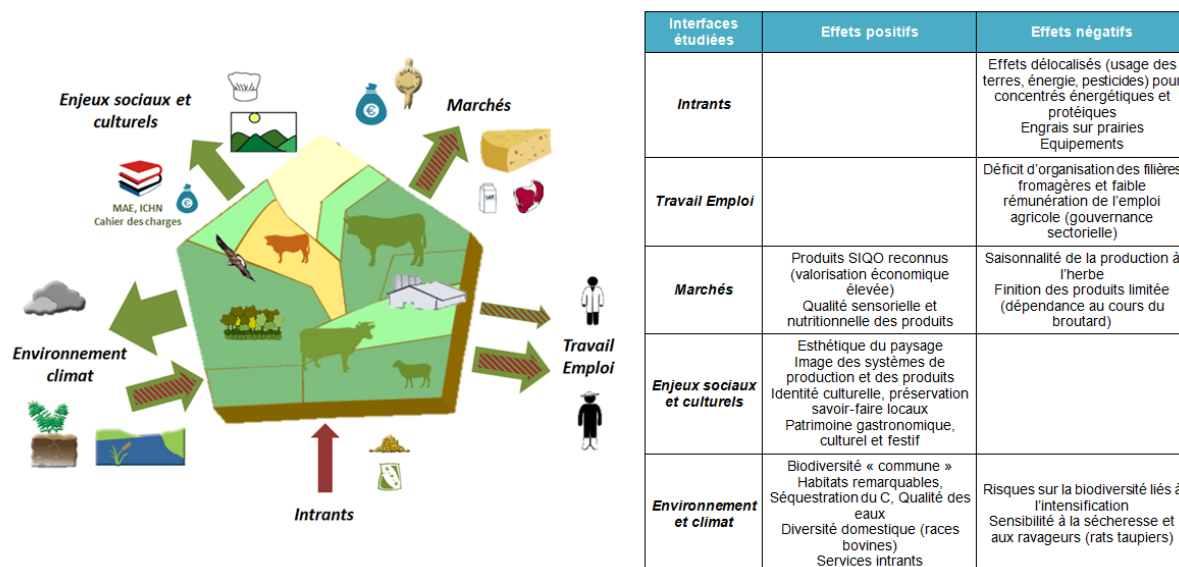 Enjeux sociaux et
culturels
Marchés
MAE, ICHN
Cahier des charges
Environnement
climat
Travail
Emploi
Intrants
Interfaces
étudiées
Effets positifs
Effets négatifs
Intrants
Effets délocalisés (usage des
terres, énergie, pesticides) pour
concentrés énergétiques et
protéiques
Engrais sur prairies
Equipements
Travail Emploi
Déficit d'organisation des filières
fromagères et faible
rémunération de l'emploi
agricole (gouvernance
sectorielle)
Marchés
Produits SIQO reconnus
(valorisation économique
élevée)
Qualité sensorielle et
nutritionnelle des produits
Saisonnalité de la production à
l'herbe
Finition des produits limitée
(dépendance au cours du
broutard)
Enjeux sociaux
et culturels
Esthétique du paysage
Image des systèmes de
production et des produits
Identité culturelle, préservation
savoir-faire locaux
Patrimoine gastronomique,
culturel et festif
Environnement
et climat
Biodiversité « commune »
Habitats remarquables,
Séquestration du C, Qualité des
eaux
Diversité domestique (races
bovines)
Services intrants
Risques sur la biodiversité liés à
l'intensification
Sensibilité à la sécheresse et
aux ravageurs (rats taupiers)